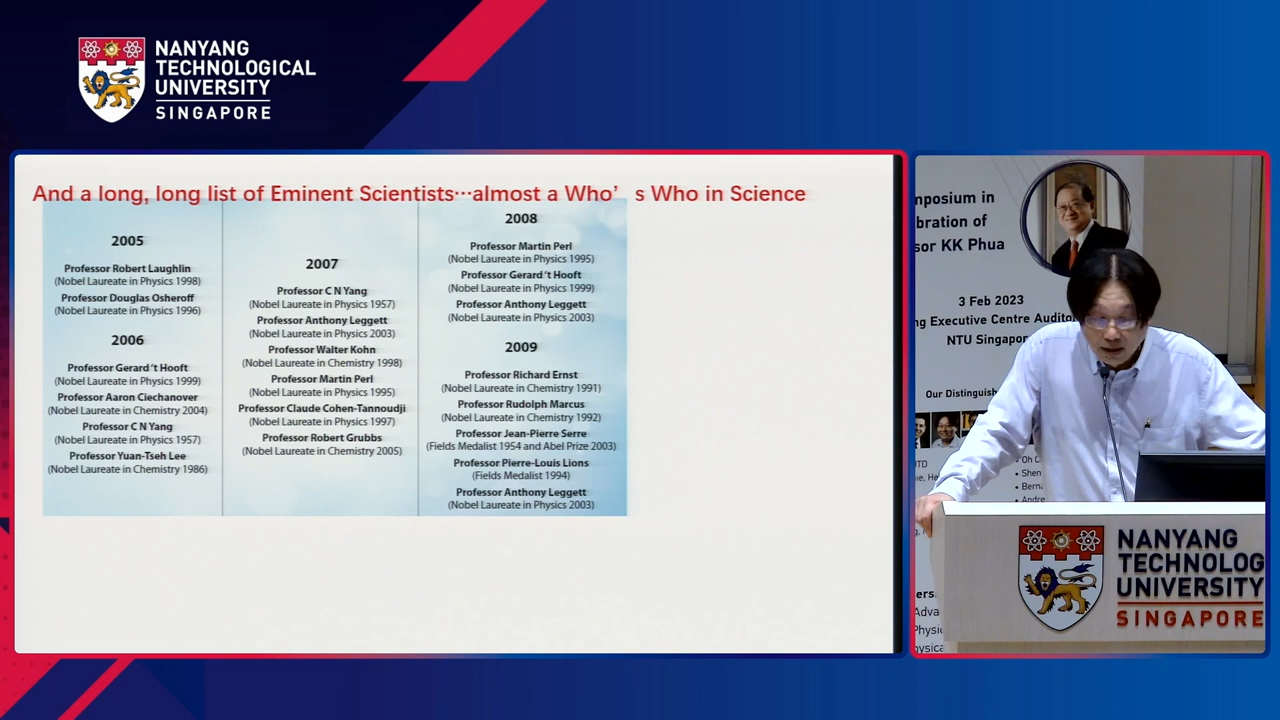 NANYANG
TECHNOLOGICAL
UNIVERSITY
SINGAPORE
And a long, long list of Eminent Scientists…almost a Who’ s Who in Science
2005
Professor Robert Laughlin
(Nobel Laureate in Physics 1998)
Professor Douglas Osheroff
(Nobel Laureate in Physics 1996)
2006
Professor Gerard 't Hooft
(Nobel Laureate in Physics 1999)
Professor Aaron Ciechanover
(Nobel Laureate in Chemistry 2004)
Professor C N Yang
(Nobel Laureate in Physics 1957)
Professor Yuan-Tseh Lee
(Nobel Laureate in Chemistry 1986)
2007
Professor C N Yang
(Nobel Laureate in Physics 1957)
Professor Anthony Leggett
(Nobel Laureate in Physics 2003)
Professor Walter Kohn
(Nobel Laureate in Chemistry 1998)
Professor Martin Perl
(Nobel Laureate in Physics 1995)
Professor Claude Cohen-Tannoudji
(Nobel Laureate in Physics 1997)
Professor Robert Grubbs
(Nobel Laureate in Chemistry 2005)
2008
Professor Martin Perl
(Nobel Laureate in Physics 1995)
Professor Gerard 't Hooft
(Nobel Laureate in Physics 1999)
Professor Anthony Leggett
(Nobel Laureate in Physics 2003)
2009
Professor Richard Ernst
(Nobel Laureate in Chemistry 1991)
Professor Rudolph Marcus
(Nobel Laureate in Chemistry 1992)
Professor Jean-Pierre Serre
(Fields Medalist 1954 and Abel Prize 2003)
Professor Pierre-Louis Lions
(Fields Medalist 1994)
Professor Anthony Leggett
(Nobel Laureate in Physics 2003)
mposium in
bration of
sor KK Phua
3 Feb 2023
ng Executive Centre Audito
NTU Singapor
Our Distinguish
UTD
• Oh C
• Shen
• Berna
• Andre
Adva
Physi
NANYANG
TECHNOLOG
UNIVERSITY
SINGAPORE